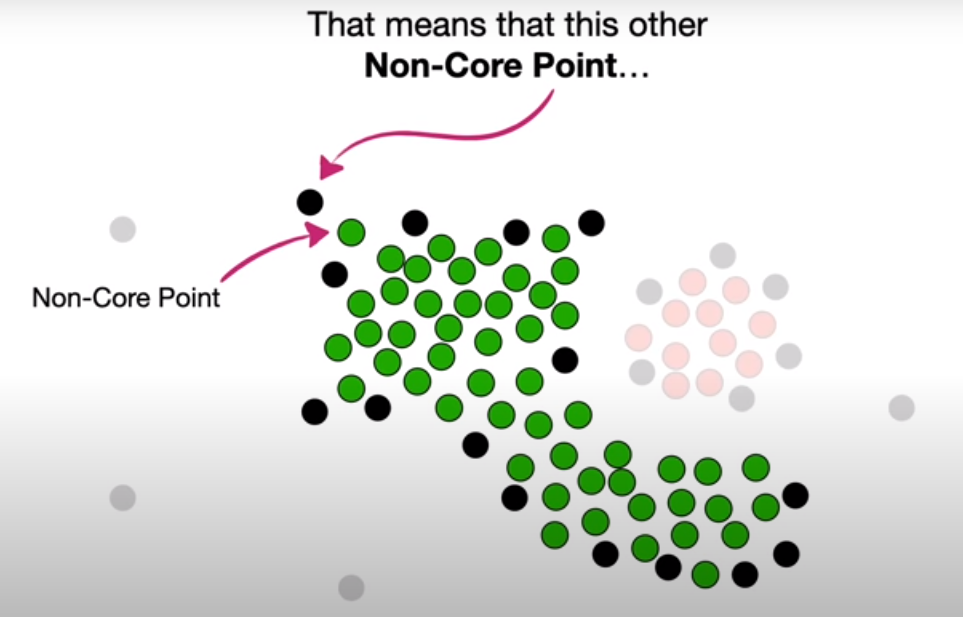 That means that this other
Non-Core Point…
Non-Core Point